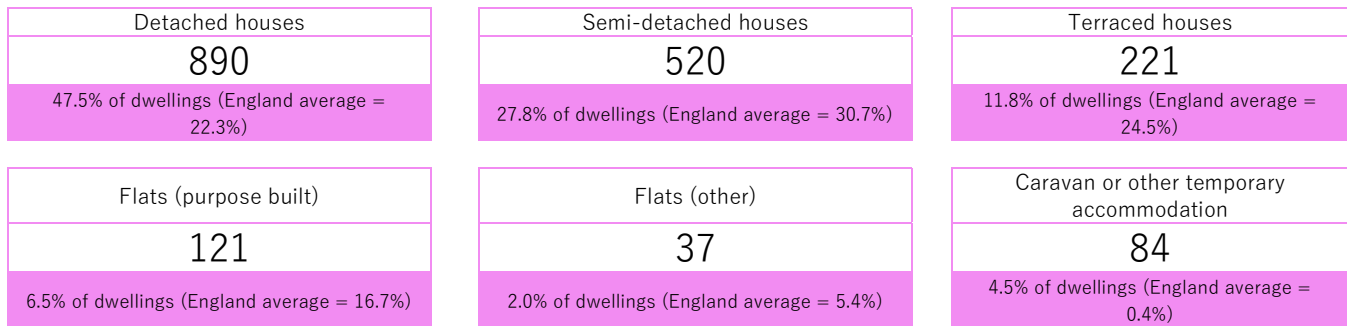 Detached houses
890
47.5% of dwellings (England average =
22.3%)
Semi-detached houses
520
27.8% of dwellings (England average = 30.7%)
Terraced houses
221
11.8% of dwellings (England average =
24.5%)
Flats (purpose built)
121
6.5% of dwellings (England average = 16.7%)
Flats (other)
37
2.0% of dwellings (England average = 5.4%)
Caravan or other temporary
accommodation
84
4.5% of dwellings (England average =
0.4%)